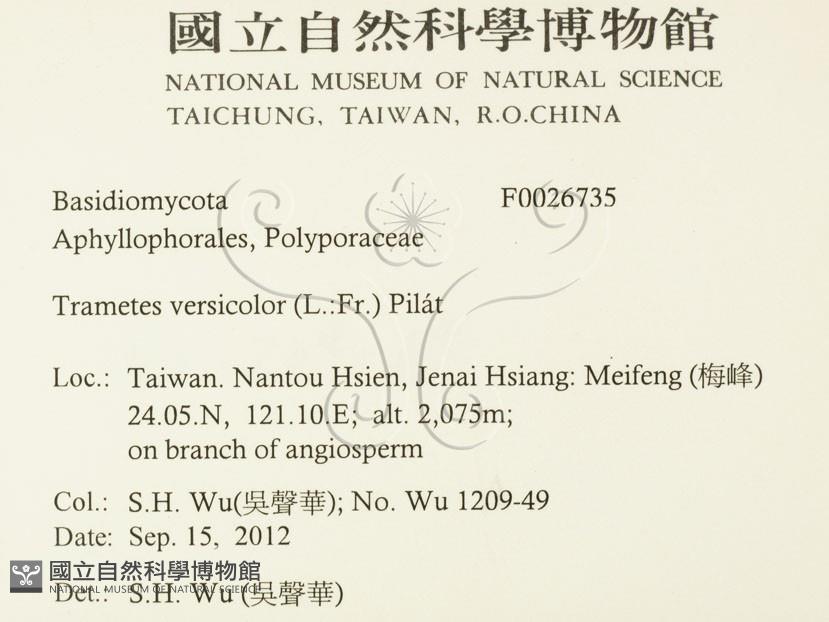 國立自然科學博物館
NATIONAL MUSEUM OF NATURAL SCIENCE
TAICHUNG, TAIWAN, R.O.CHINA
Basidiomycota F0026735
Aphyllophorales, Polyporaceae
Trametes versicolor (L.:Fr.) Pilát
Loc.: Taiwan. Nantou Hsien, Jenai Hsiang: Meifeng (梅峰)
24.05.N, 121.10.E; alt. 2,075m;
on branch of angiosperm
Col.: S.H. Wu(吳聲華); No. Wu 1209-49
Date: Sep. 15, 2012
國立自然科學博物館
NATIONAL MUSEUM OF NATURAL SCIENCE
Det.: S.H. Wu (吳聲華)